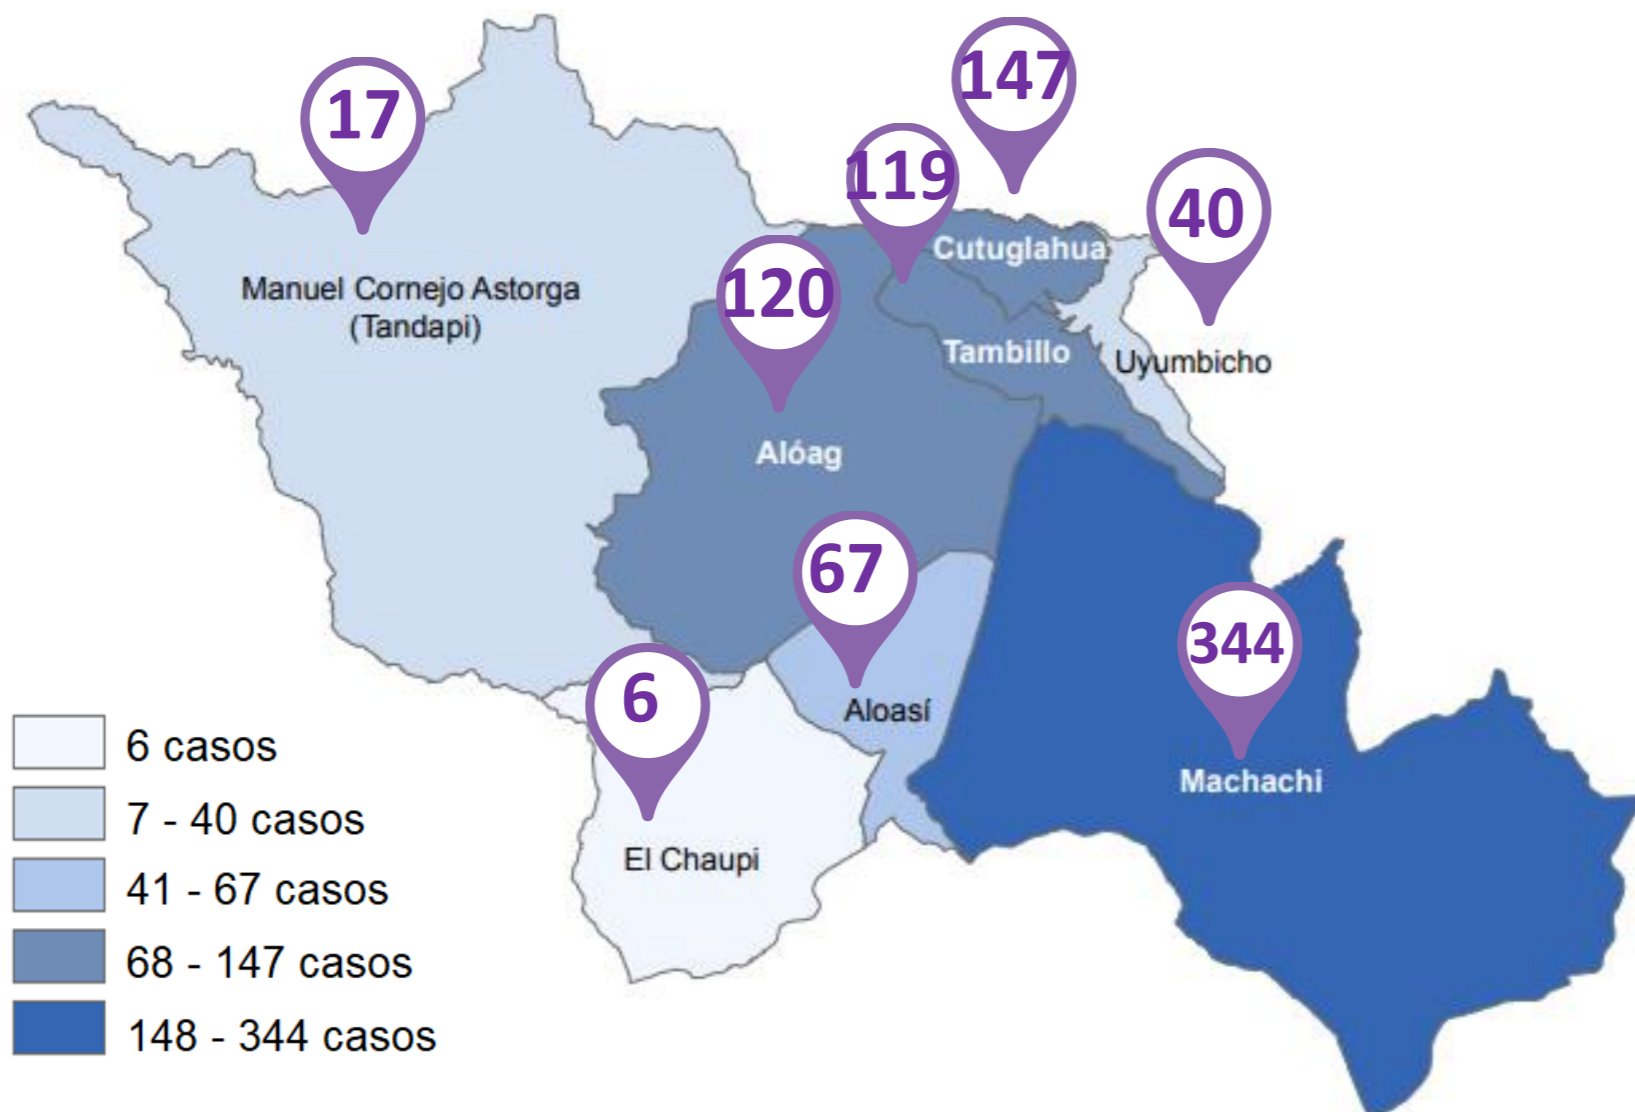 147
17
119
40
Cutuglahua
120
Manuel Cornejo Astorga
(Tandapi)
Tambillo
Uyumbicho
Alóag
67
344
6
Aloasí
Machachi
El Chaupi
6 casos
7 - 40 casos
41 - 67 casos
68 - 147 casos
148 - 344 casos